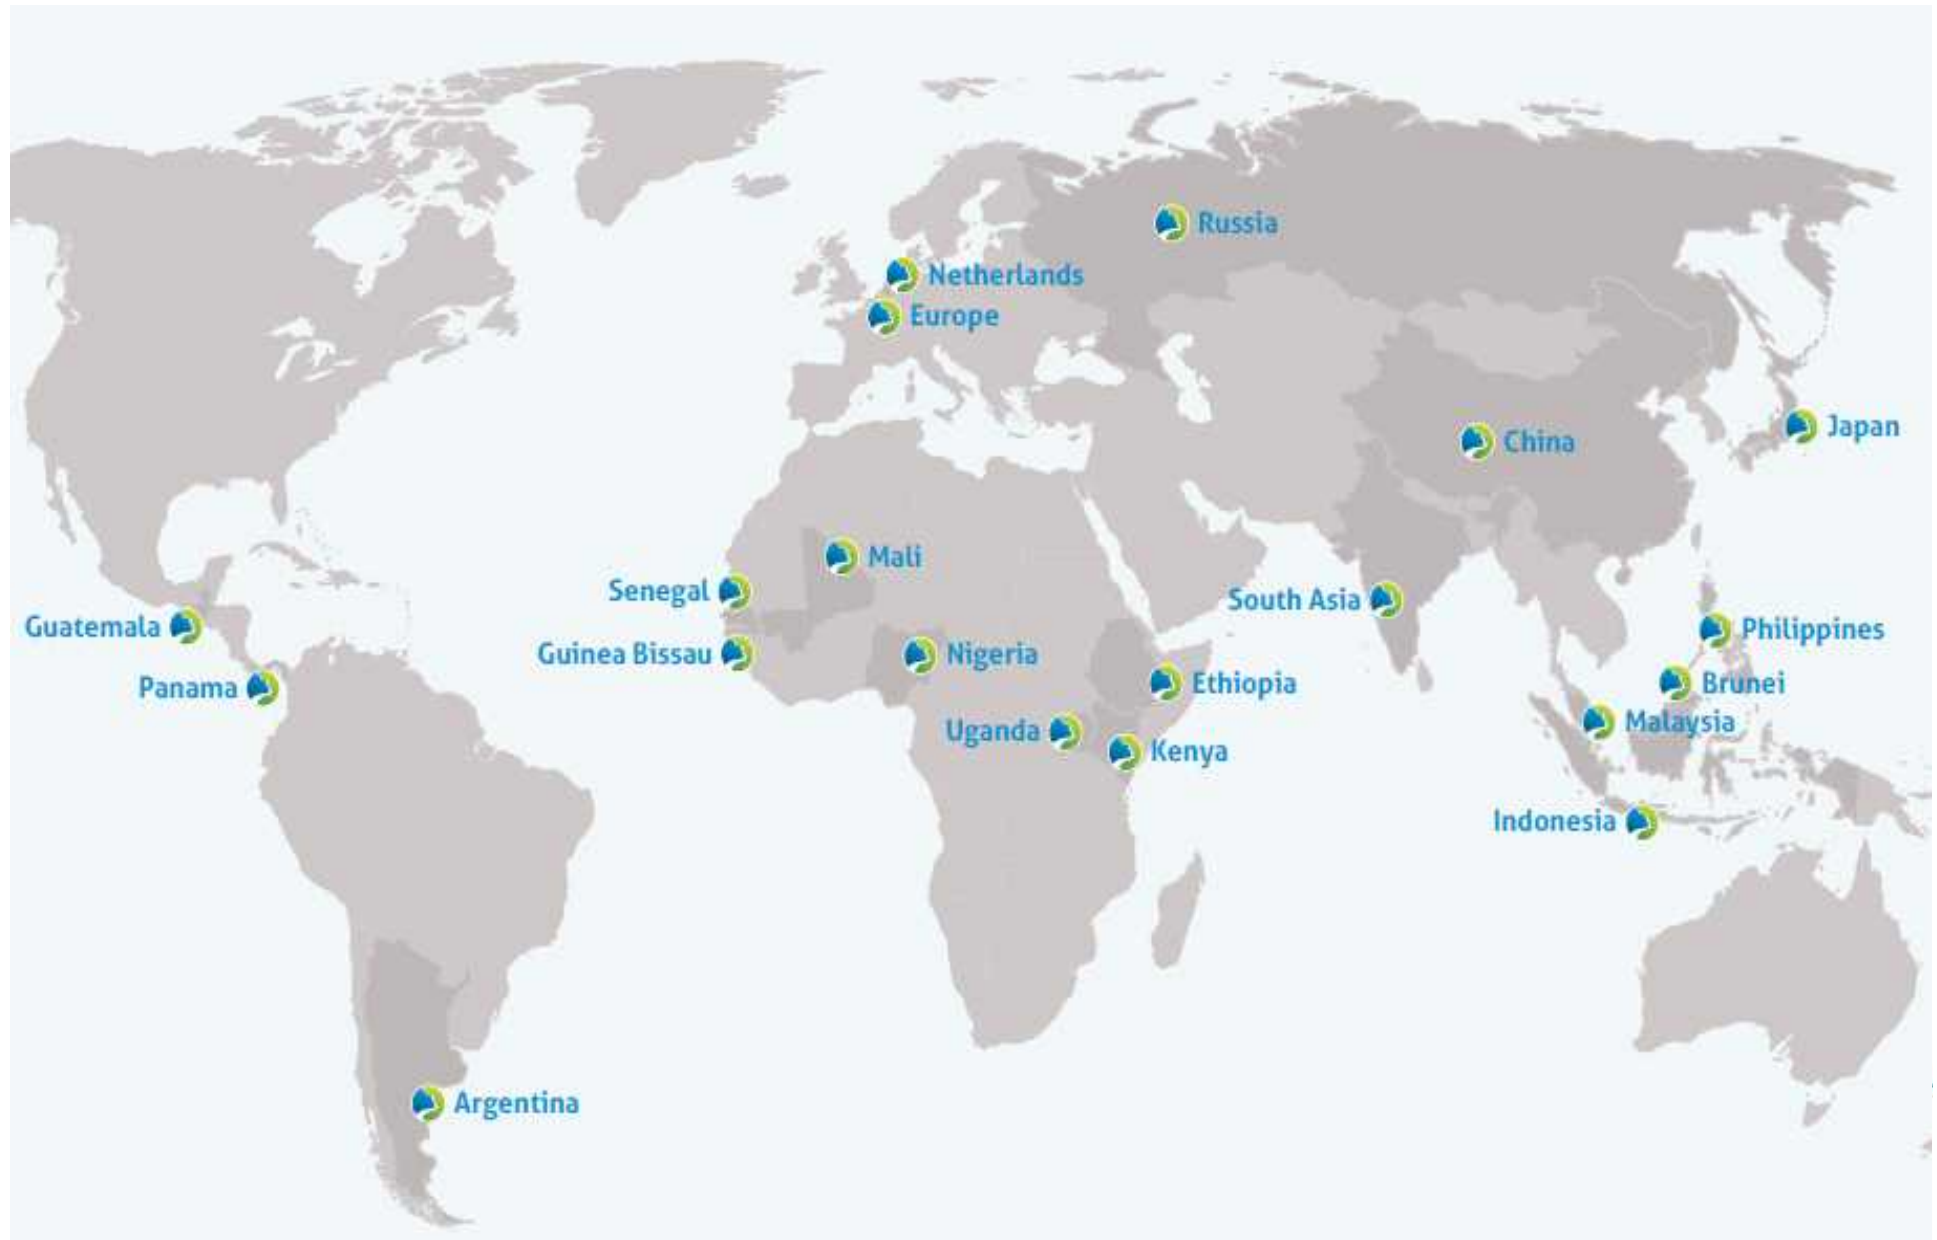 Russia
Netherlands
Europe
Japan
China
Mali
Senegal
South Asia
Guatemala
Philippines
Guinea Bissau
Nigeria
Panama
Ethiopia
Brunei
Malaysia
Uganda
Kenya
Indonesia
Argentina